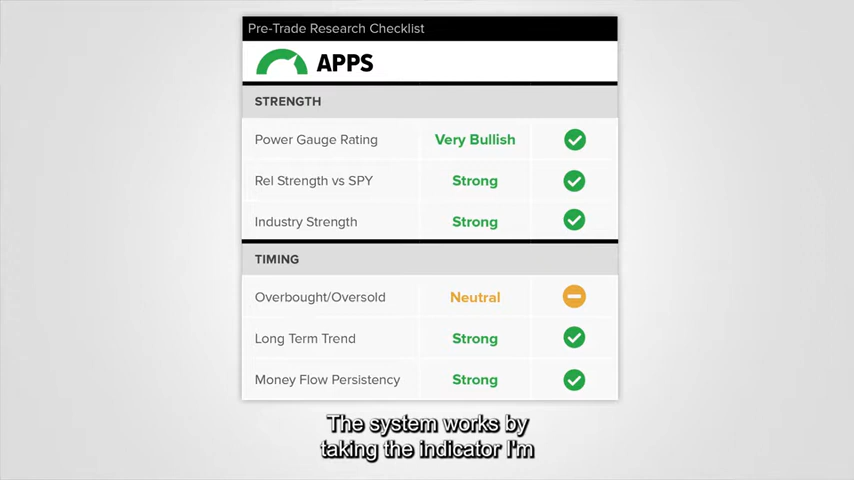 Pre-Trade Research Checklist
APPS
STRENGTH
Power Gauge Rating Very Bullish
Rel Strength vs SPY Strong
Industry Strength Strong
TIMING
Overbought/Oversold Neutral
Long Term Trend Strong
Money Flow Persistency Strong
The system works by
taking the indicator I'm